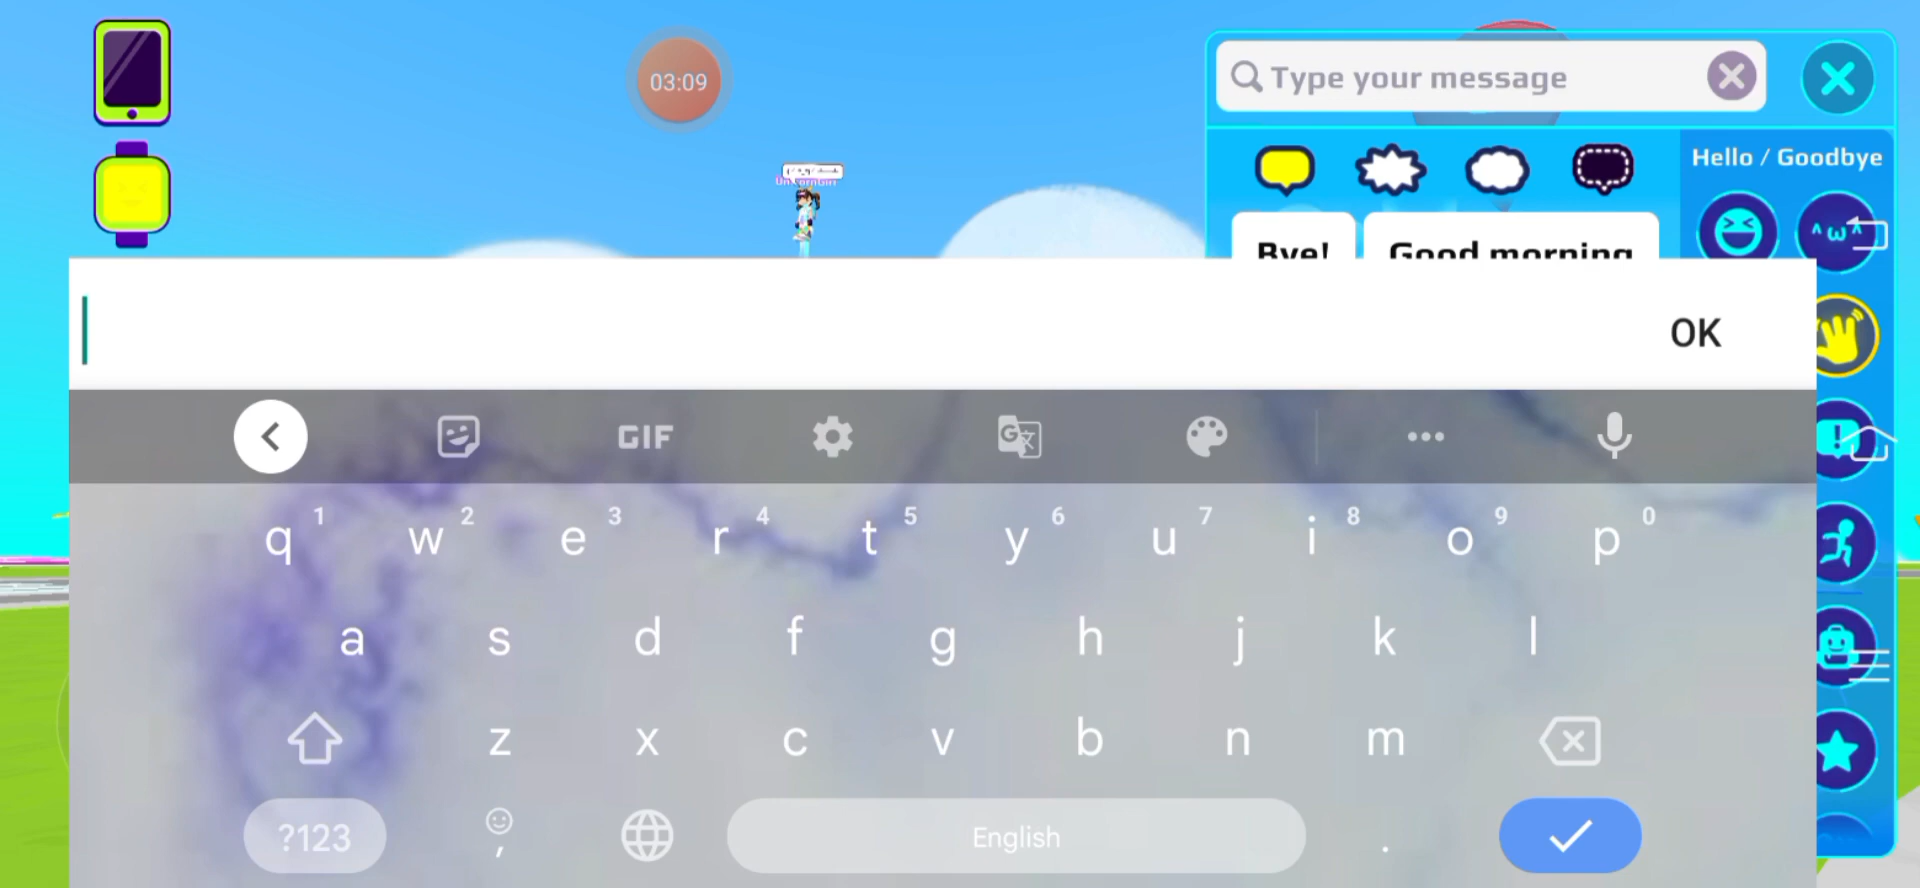 03:09
Type your message
Hello / Goodbye
Bye!
Good morning
OK
GIF
q 1 w 2 e 3 r 4 t 5 y 6 u 7 i 8 o 9 p 0
a s d f g h j k l
z x c v b n m
?123 , English .